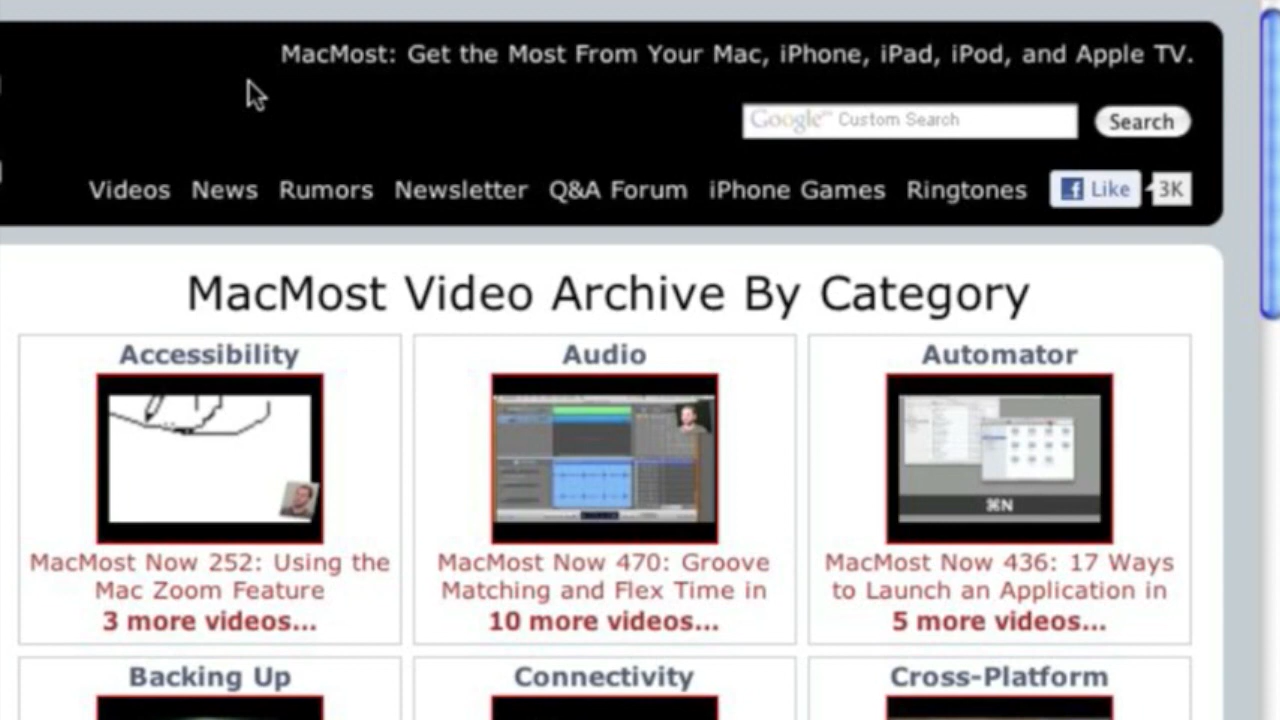 MacMost: Get the Most From Your Mac, iPhone, iPad, iPod, and Apple TV.
Google™ Custom Search
Search
Videos News Rumors Newsletter Q&A Forum iPhone Games Ringtones Like 3K
MacMost Video Archive By Category
Accessibility Audio Automator
⌘N
MacMost Now 252: Using the MacMost Now 470: Groove MacMost Now 436: 17 Ways
Mac Zoom Feature Matching and Flex Time in to Launch an Application in
3 more videos... 10 more videos... 5 more videos...
Backing Up Connectivity Cross-Platform